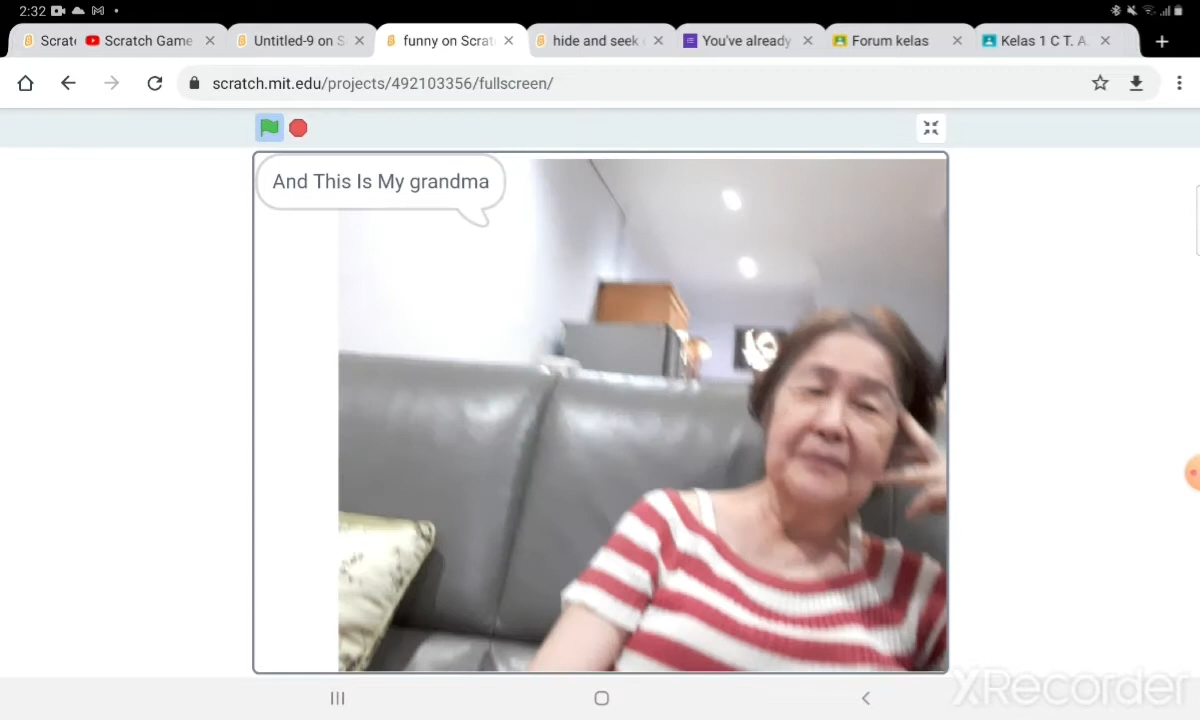 2:32
Scrat
Scratch Game
Untitled-9 on S
funny on Scrat
hide and seek
You've already
Forum kelas
Kelas 1 C T. A
scratch.mit.edu/projects/492103356/fullscreen/
And This Is My grandma
XRecorder